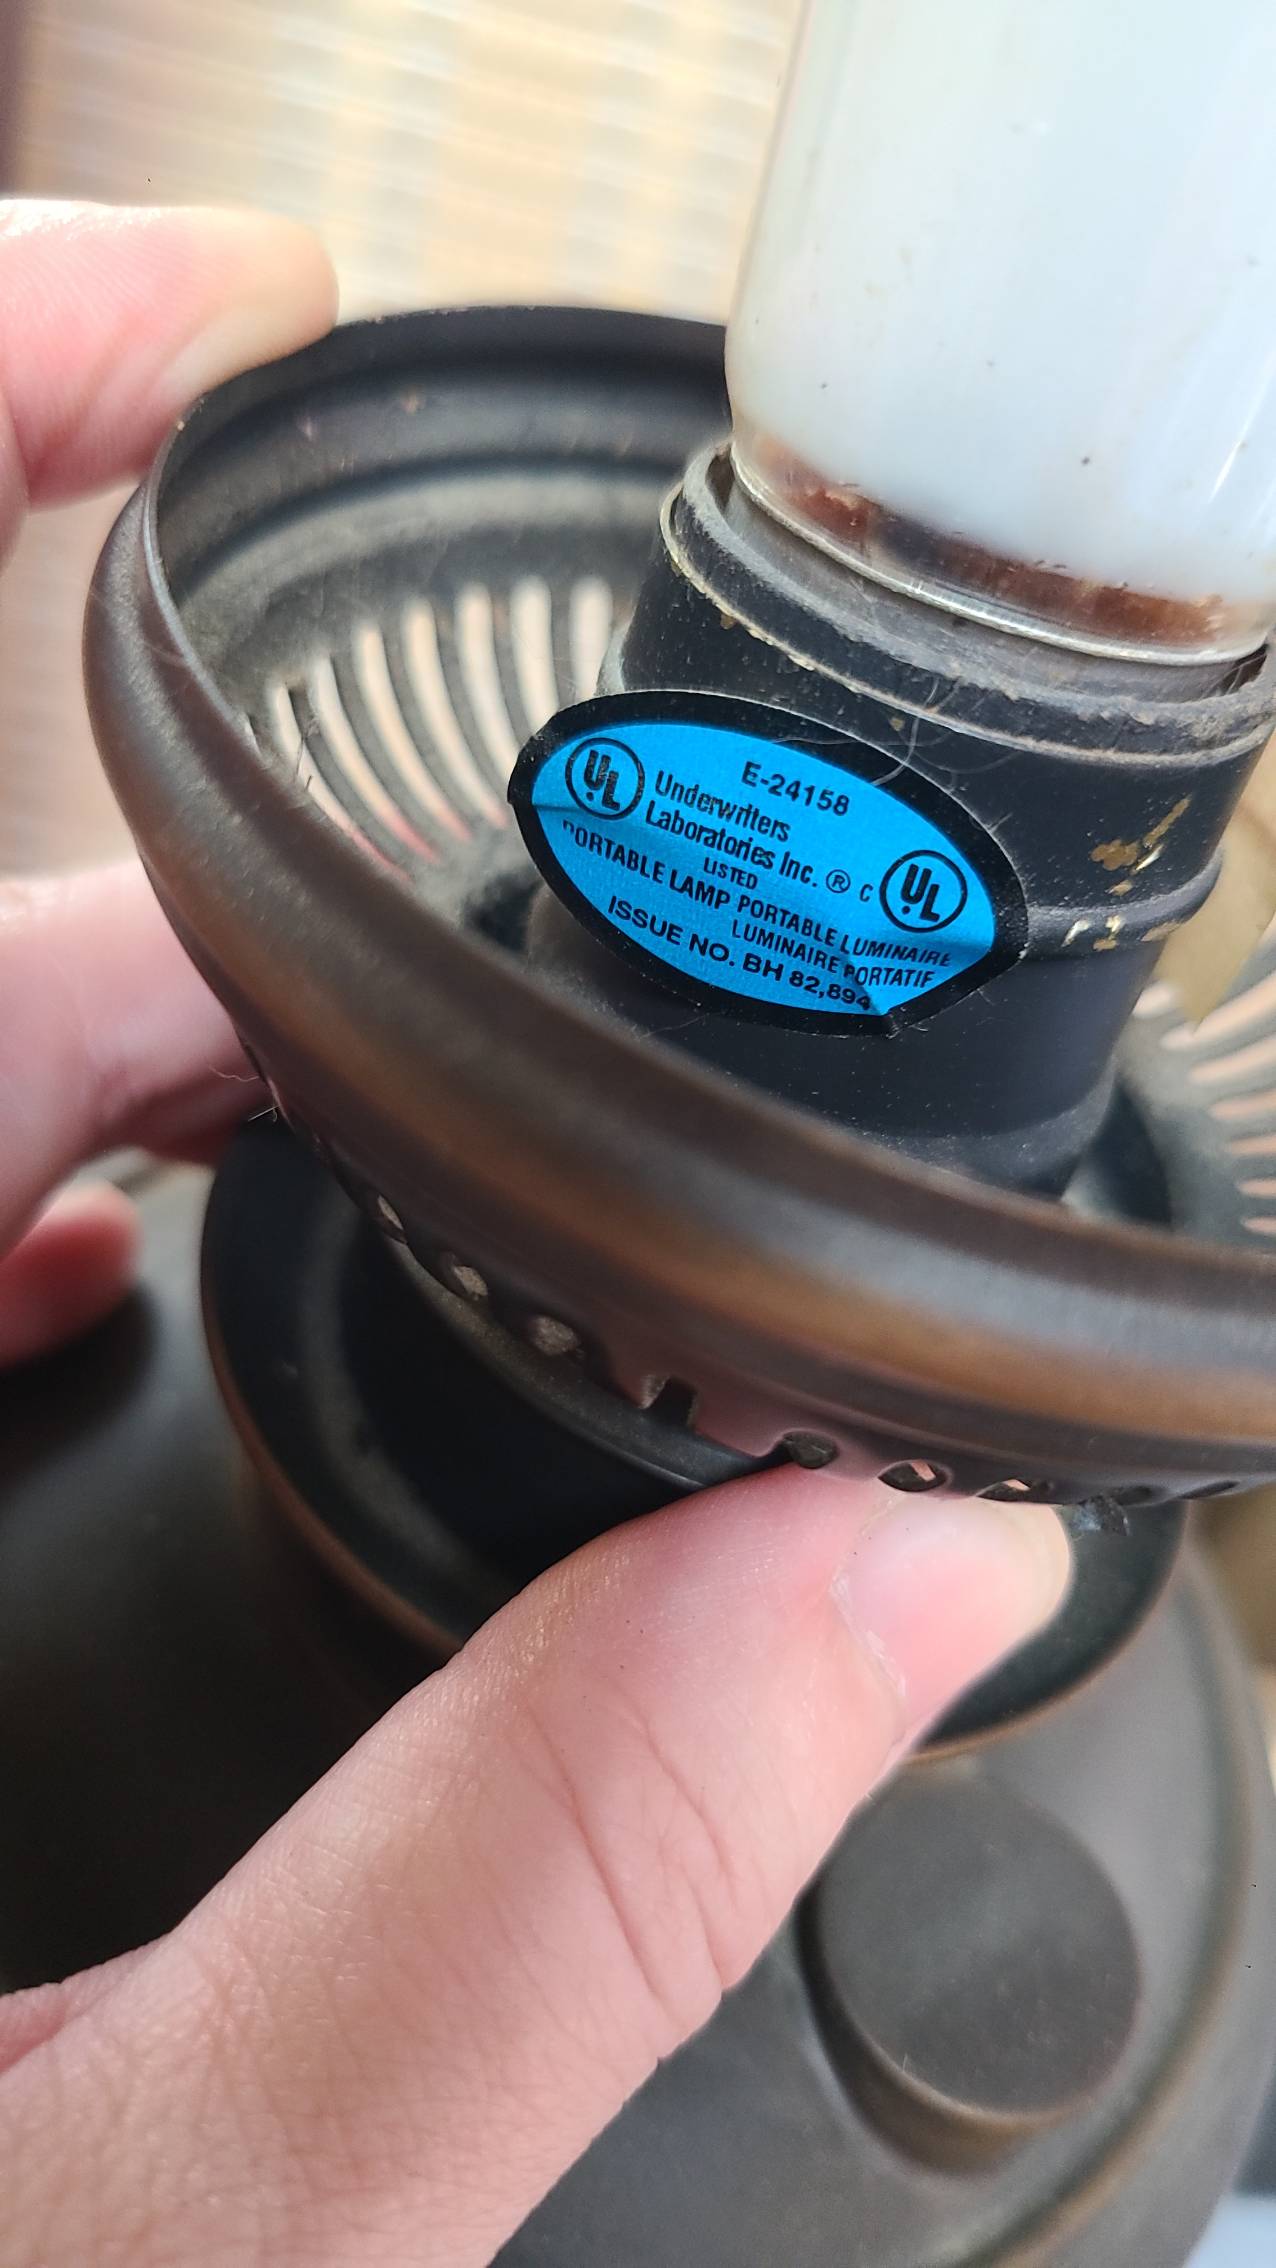 E-24158
UL Underwriters
Laboratories Inc. ® c UL
LISTED
PORTABLE LAMP PORTABLE LUMINAIRE
LUMINAIRE PORTATIF
ISSUE NO. BH 82,894